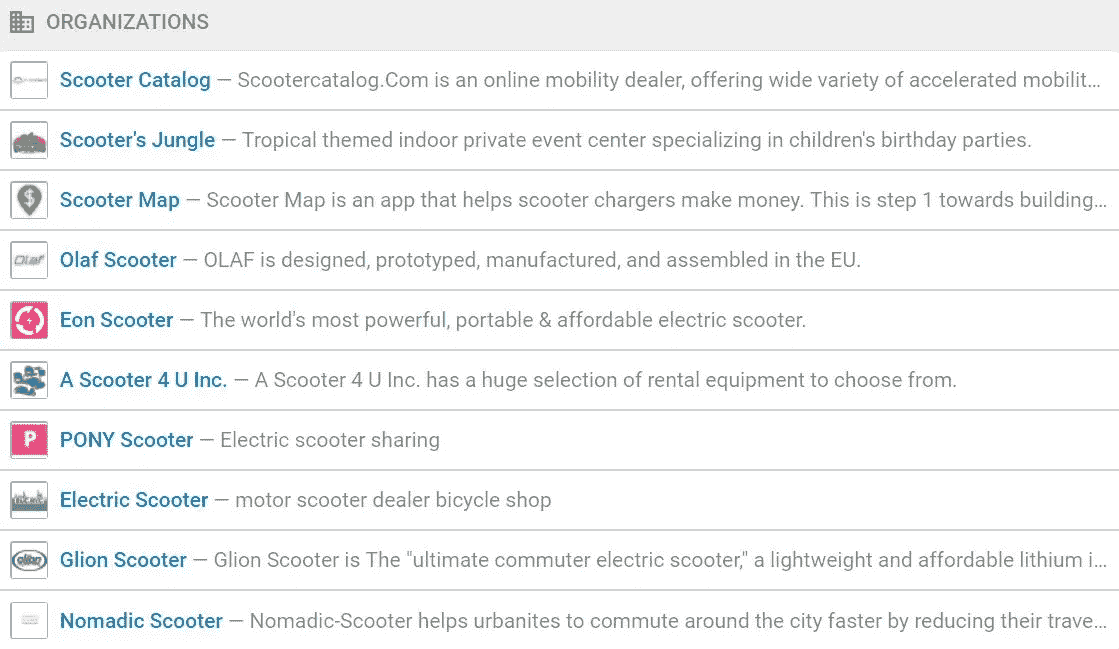 ORGANIZATIONS
Scooter Catalog — Scootercatalog.Com is an online mobility dealer, offering wide variety of accelerated mobilit...
Scooter's Jungle — Tropical themed indoor private event center specializing in children's birthday parties.
$
Scooter Map — Scooter Map is an app that helps scooter chargers make money. This is step 1 towards building...
Olaf
Olaf Scooter — OLAF is designed, prototyped, manufactured, and assembled in the EU.
Eon Scooter — The world's most powerful, portable & affordable electric scooter.
A Scooter 4 U Inc. — A Scooter 4 U Inc. has a huge selection of rental equipment to choose from.
P
PONY Scooter — Electric scooter sharing
Electric Scooter — motor scooter dealer bicycle shop
glion
Glion Scooter — Glion Scooter is The "ultimate commuter electric scooter," a lightweight and affordable lithium i...
Nomadic Scooter — Nomadic-Scooter helps urbanites to commute around the city faster by reducing their trave...